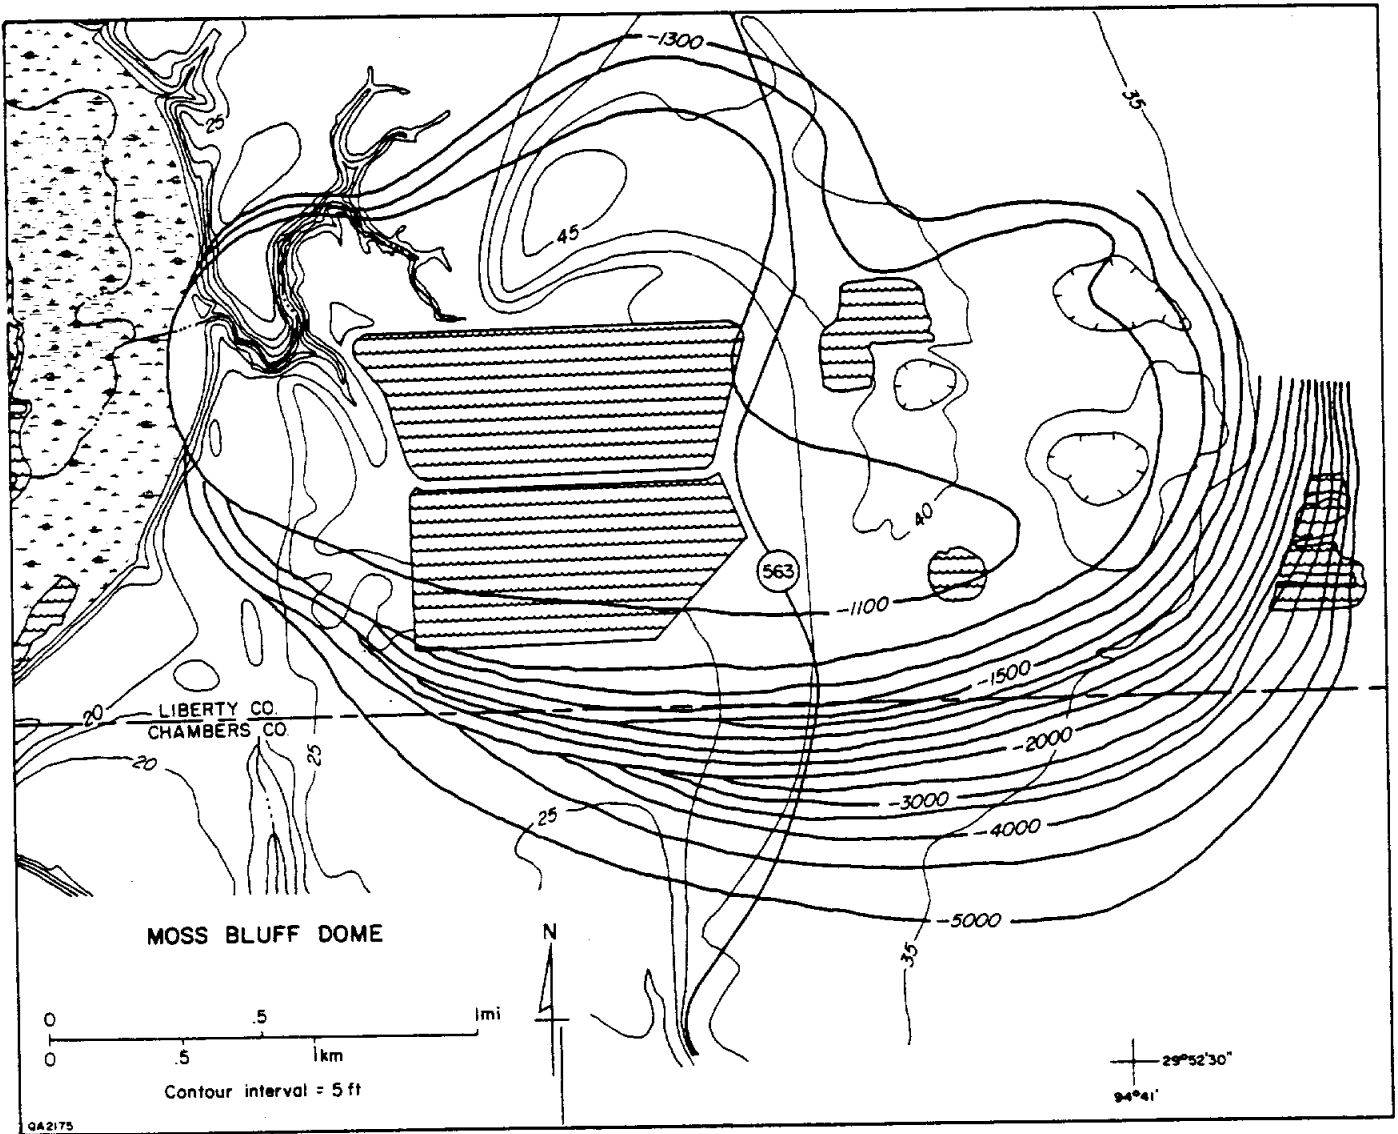 -1300
35
25
45
40
563
-1100
-1500
20
LIBERTY CO.
CHAMBERS CO.
20
25
-2000
-3000
25
-4000
-5000
35
MOSS BLUFF DOME
N
0 .5 1mi
0 .5 1km
Contour interval = 5 ft
29°52'30"
94°41'
QA2175